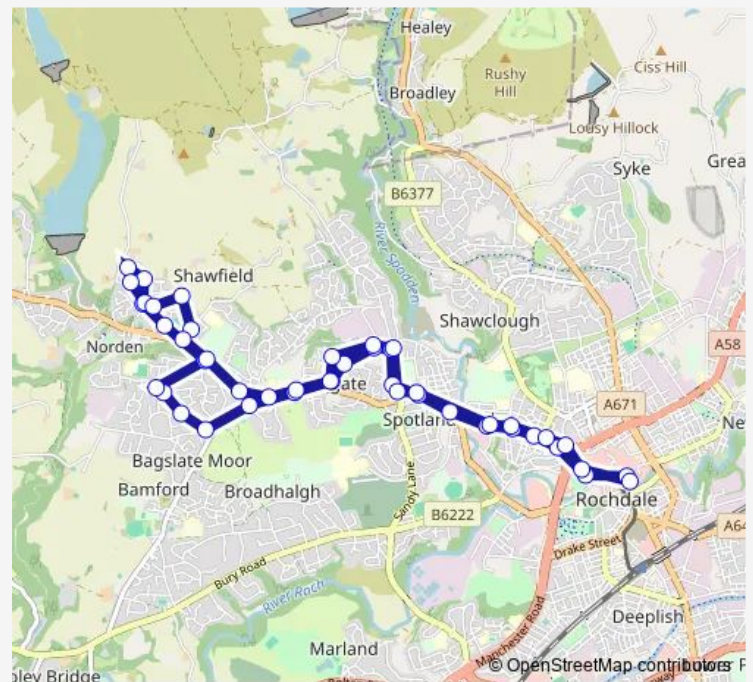 Healey
Rushy
Hill
Ciss Hill
Broadley
Lousy Hillock
Syke
Grea
B6377
River Spodden
Shawfield
Shawclough
Norden
A58
gate
A671
Spotland
Ne
Bagslate Moor
Bamford
Broadhalgh
Sandy Lane
Rochdale
B6222
A64
Drake Street
Bury Road
River Roch
Deeplish
Manchester Road
Marland
© OpenStreetMap contributors
pley Bridge